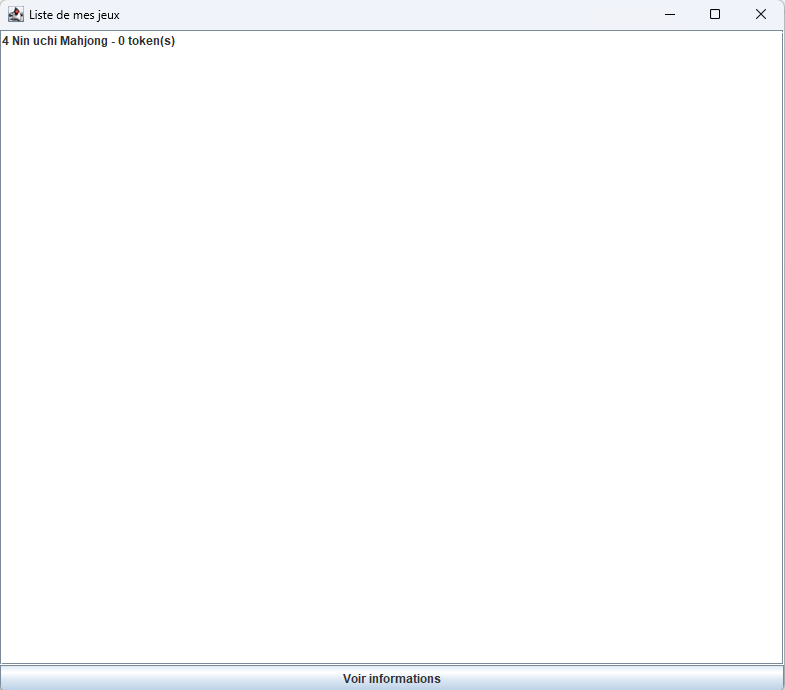 Liste de mes jeux
4 Nin uchi Mahjong - 0 token(s)
Voir informations